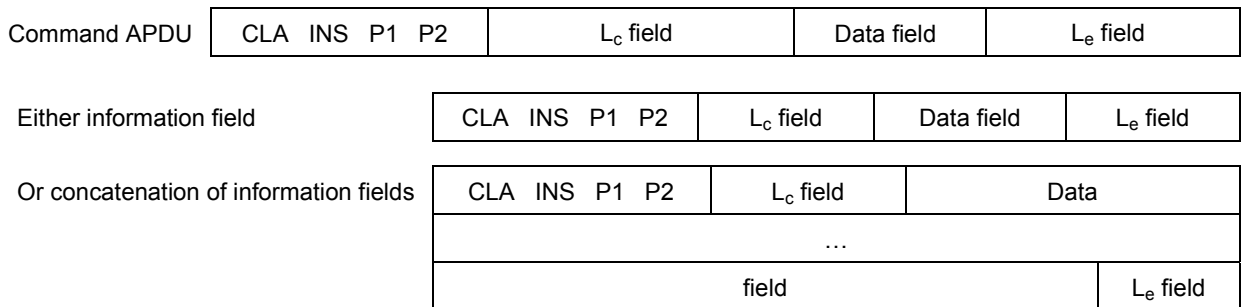 Command APDU CLA INS P1 P2 Lc field Data field Le field
Either information field CLA INS P1 P2 Lc field Data field Le field
Or concatenation of information fields CLA INS P1 P2 Lc field Data
…
field Le field